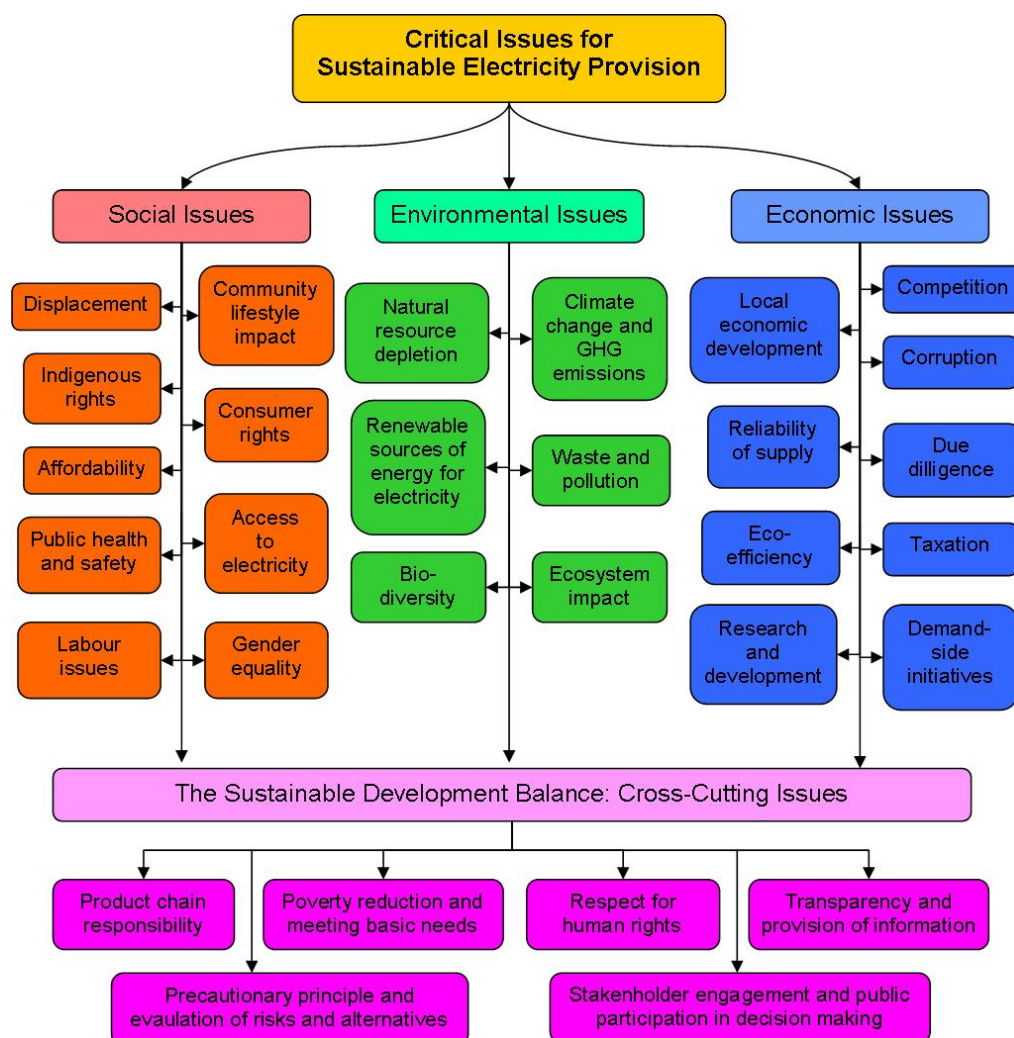 Critical Issues for
Sustainable Electricity Provision
Social Issues
Environmental Issues
Economic Issues
Displacement
Community
lifestyle
impact
Indigenous
rights
Consumer
rights
Affordability
Public health
and safety
Access
to
electricity
Labour
issues
Gender
equality
Natural
resource
depletion
Climate
change and
GHG
emissions
Renewable
sources of
energy for
electricity
Waste and
pollution
Bio-
diversity
Ecosystem
impact
Local
economic
development
Competition
Corruption
Reliability
of supply
Due
dilligence
Eco-
efficiency
Taxation
Research
and
development
Demand-
side
initiatives
The Sustainable Development Balance: Cross-Cutting Issues
Product chain
responsibility
Poverty reduction and
meeting basic needs
Respect for
human rights
Transparency and
provision of information
Precautionary principle and
evaulation of risks and alternatives
Stakenholder engagement and public
participation in decision making